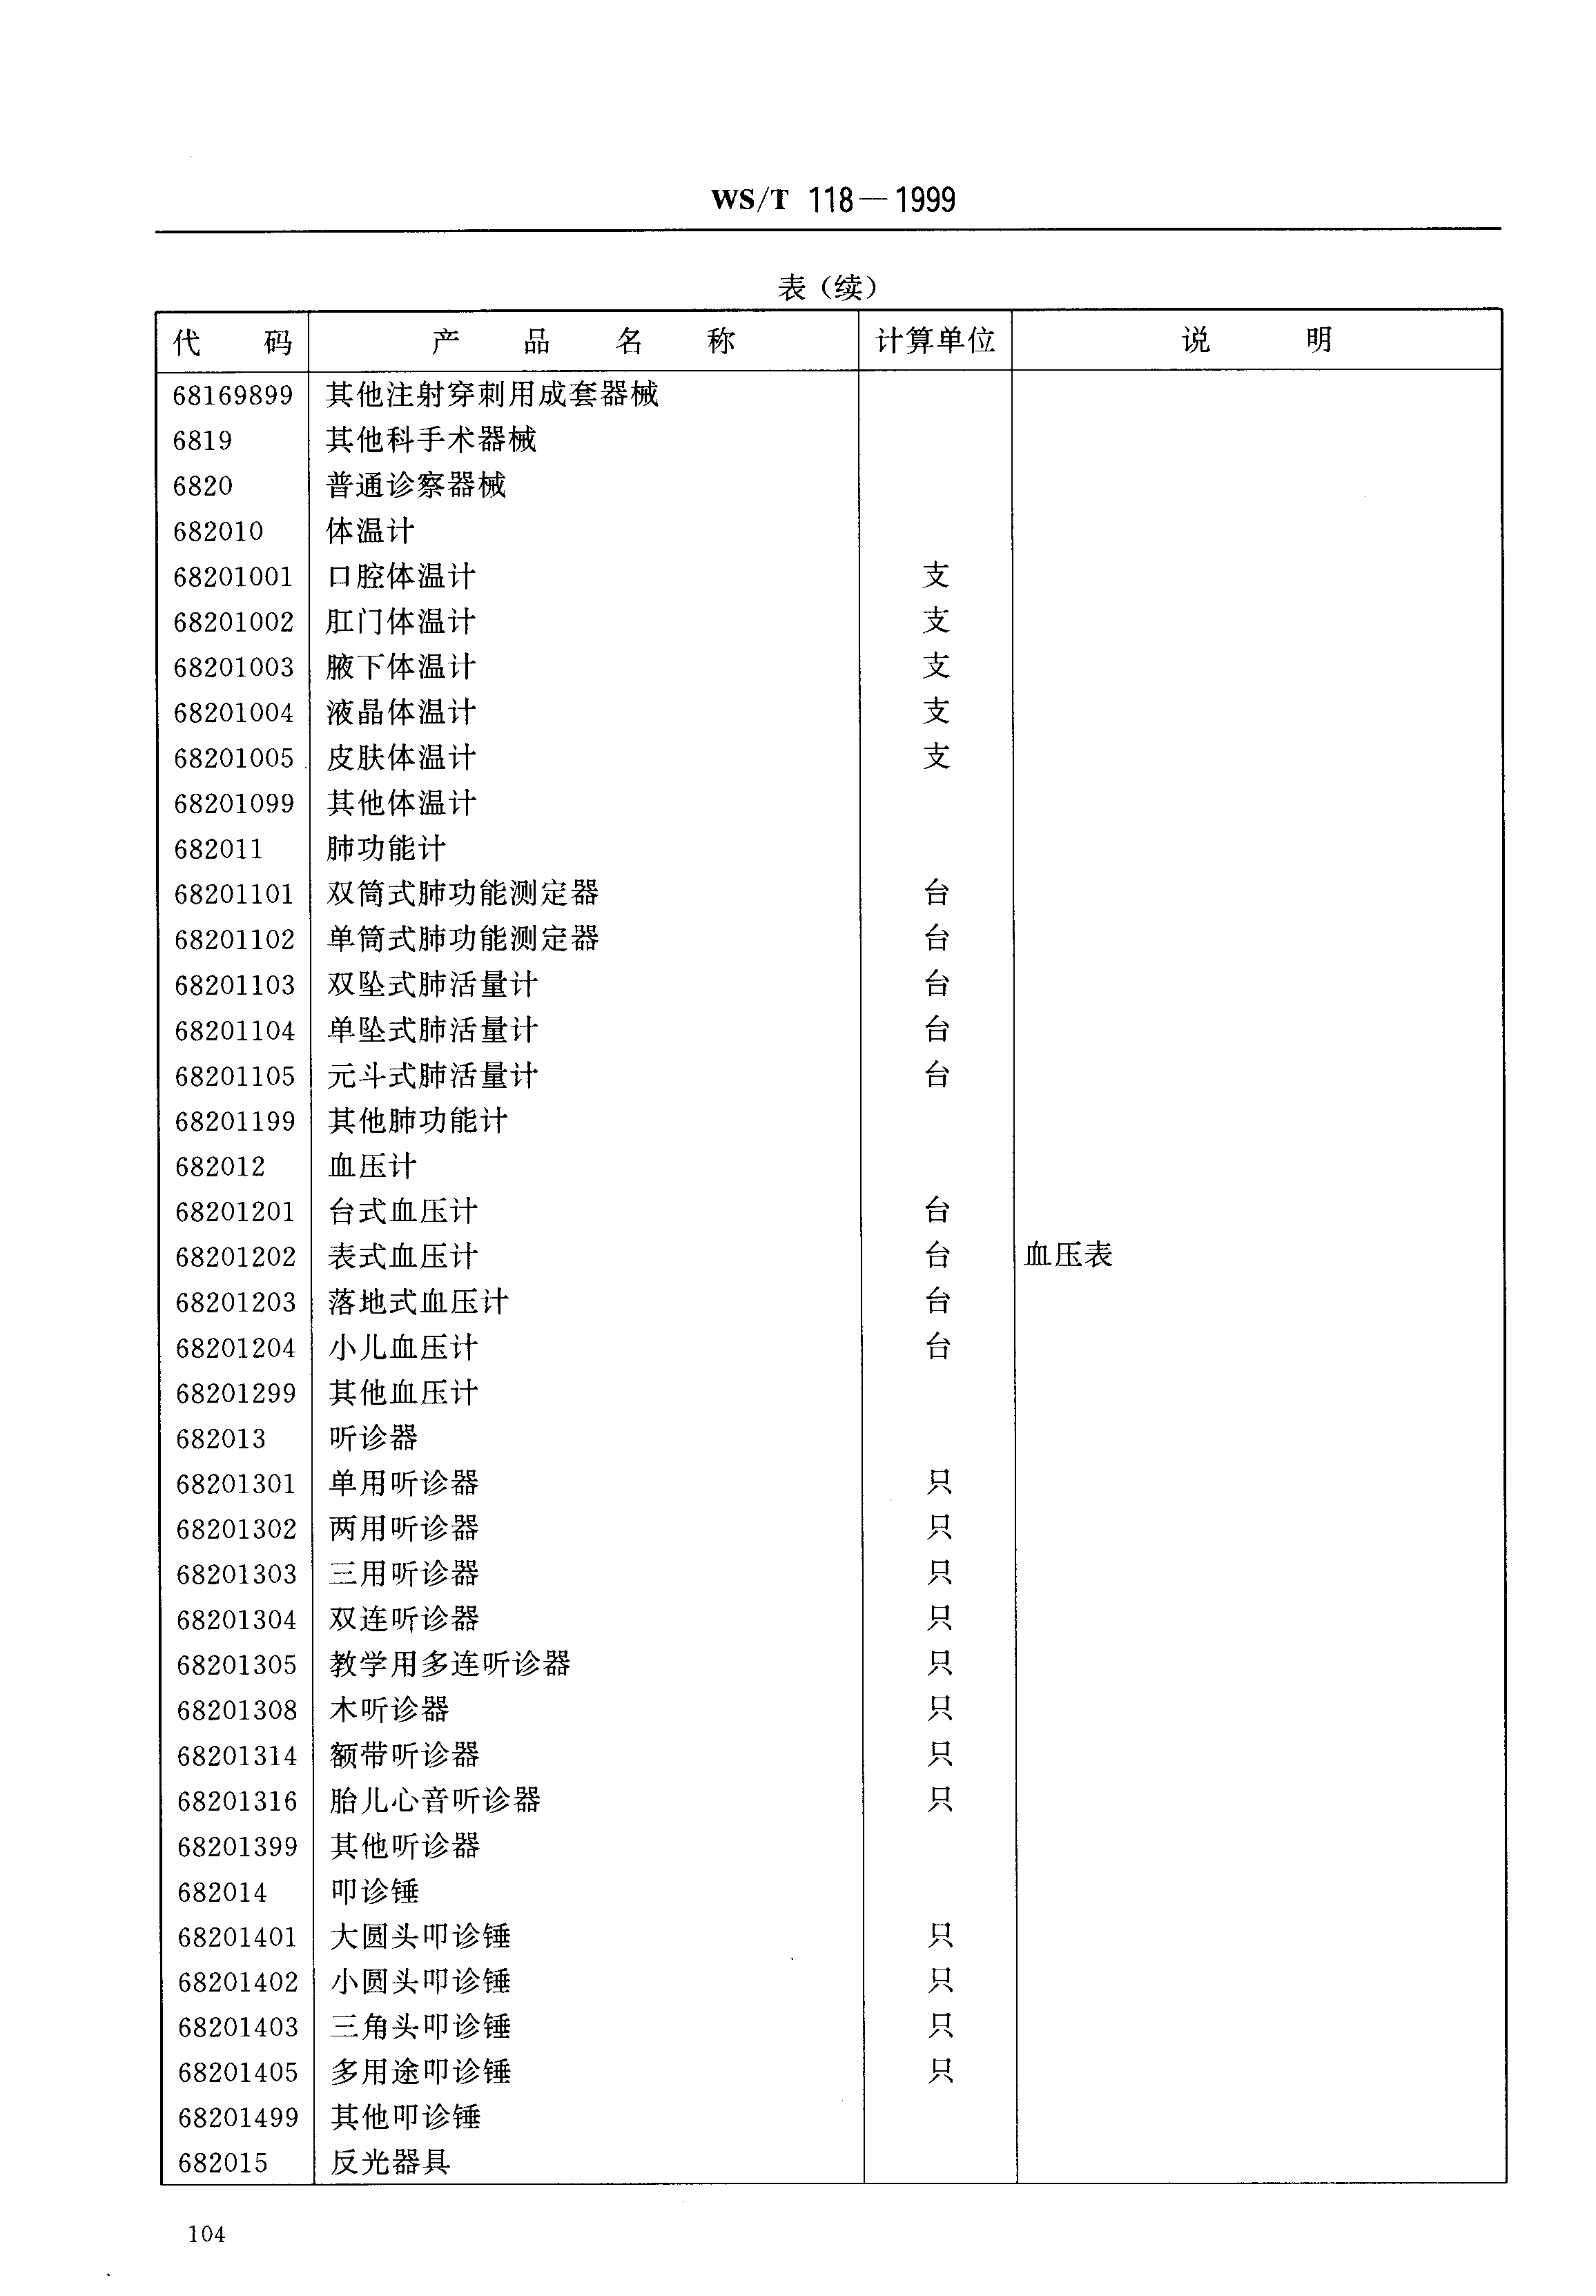 WS/T 118—1999
表(续)
代 码 产 品 名 称 计算单位 说 明
68169899 其他注射穿刺用成套器械
6819 其他科手术器械
6820 普通诊察器械
682010 体温计
68201001 口腔体温计 支
68201002 肛门体温计 支
68201003 腋下体温计 支
68201004 液晶体温计 支
68201005 皮肤体温计 支
68201099 其他体温计
682011 肺功能计
68201101 双筒式肺功能测定器 台
68201102 单筒式肺功能测定器 台
68201103 双坠式肺活量计 台
68201104 单坠式肺活量计 台
68201105 元斗式肺活量计 台
68201199 其他肺功能计
682012 血压计
68201201 台式血压计 台
68201202 表式血压计 台 血压表
68201203 落地式血压计 台
68201204 小儿血压计 台
68201299 其他血压计
682013 听诊器
68201301 单用听诊器 只
68201302 两用听诊器 只
68201303 三用听诊器 只
68201304 双连听诊器 只
68201305 教学用多连听诊器 只
68201308 木听诊器 只
68201314 额带听诊器 只
68201316 胎儿心音听诊器 只
68201399 其他听诊器
682014 叩诊锤
68201401 大圆头叩诊锤 只
68201402 小圆头叩诊锤 只
68201403 三角头叩诊锤 只
68201405 多用途叩诊锤 只
68201499 其他叩诊锤
682015 反光器具
104